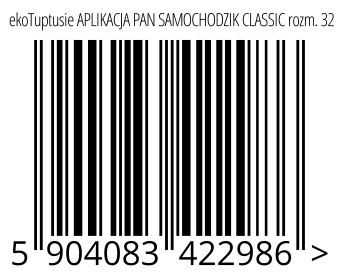 ekoTuptusie APLIKACJA PAN SAMOCHODZIK CLASSIC rozm. 32
5 904083 422986 >